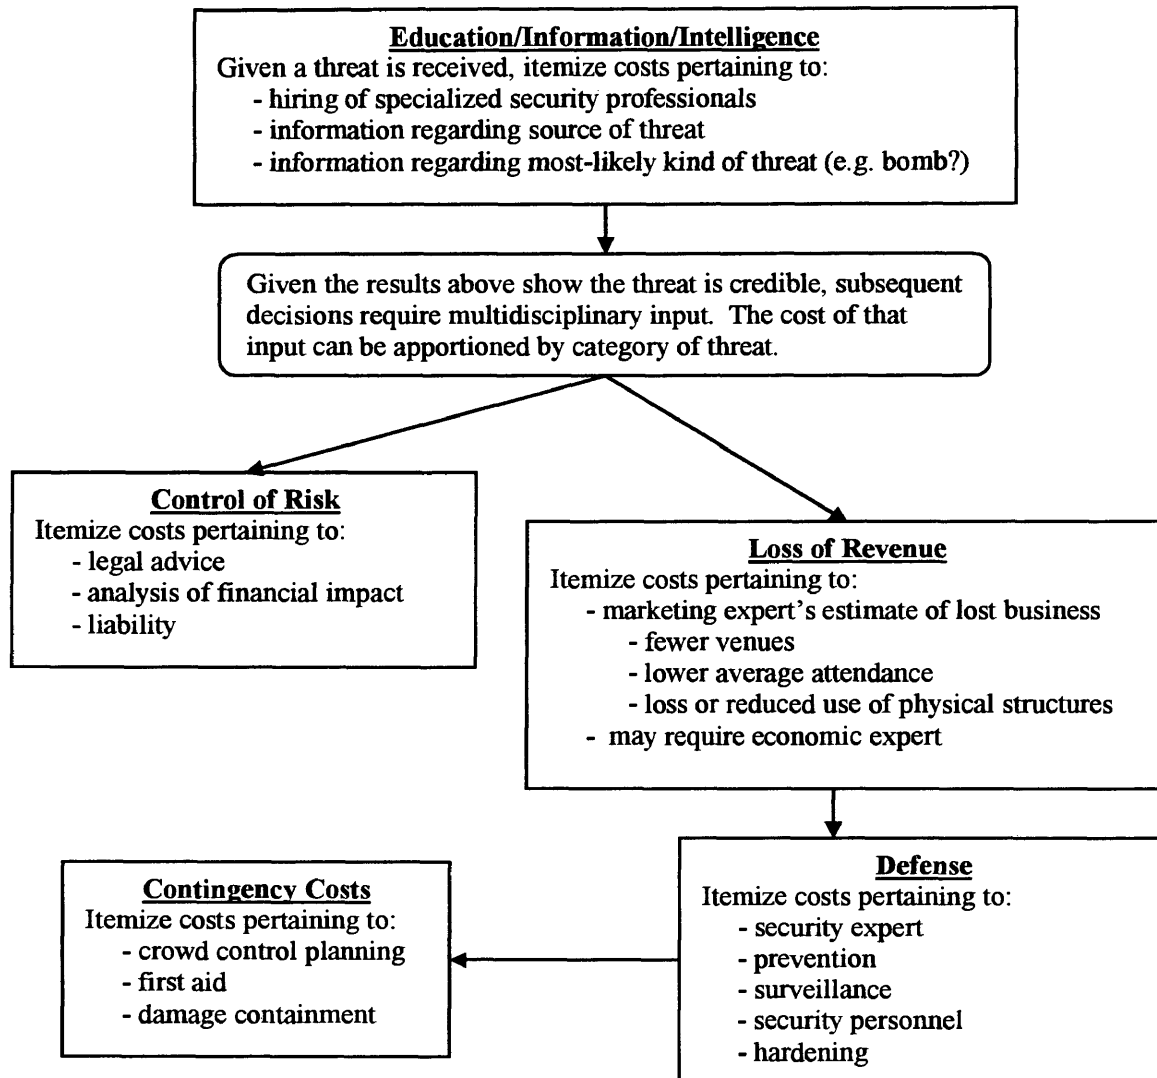 Education/Information/Intelligence
Given a threat is received, itemize costs pertaining to:
- hiring of specialized security professionals
- information regarding source of threat
- information regarding most-likely kind of threat (e.g. bomb?)
Given the results above show the threat is credible, subsequent
decisions require multidisciplinary input. The cost of that
input can be apportioned by category of threat.
Control of Risk
Itemize costs pertaining to:
- legal advice
- analysis of financial impact
- liability
Loss of Revenue
Itemize costs pertaining to:
- marketing expert's estimate of lost business
- fewer venues
- lower average attendance
- loss or reduced use of physical structures
- may require economic expert
Defense
Itemize costs pertaining to:
- security expert
- prevention
- surveillance
- security personnel
- hardening
Contingency Costs
Itemize costs pertaining to:
- crowd control planning
- first aid
- damage containment